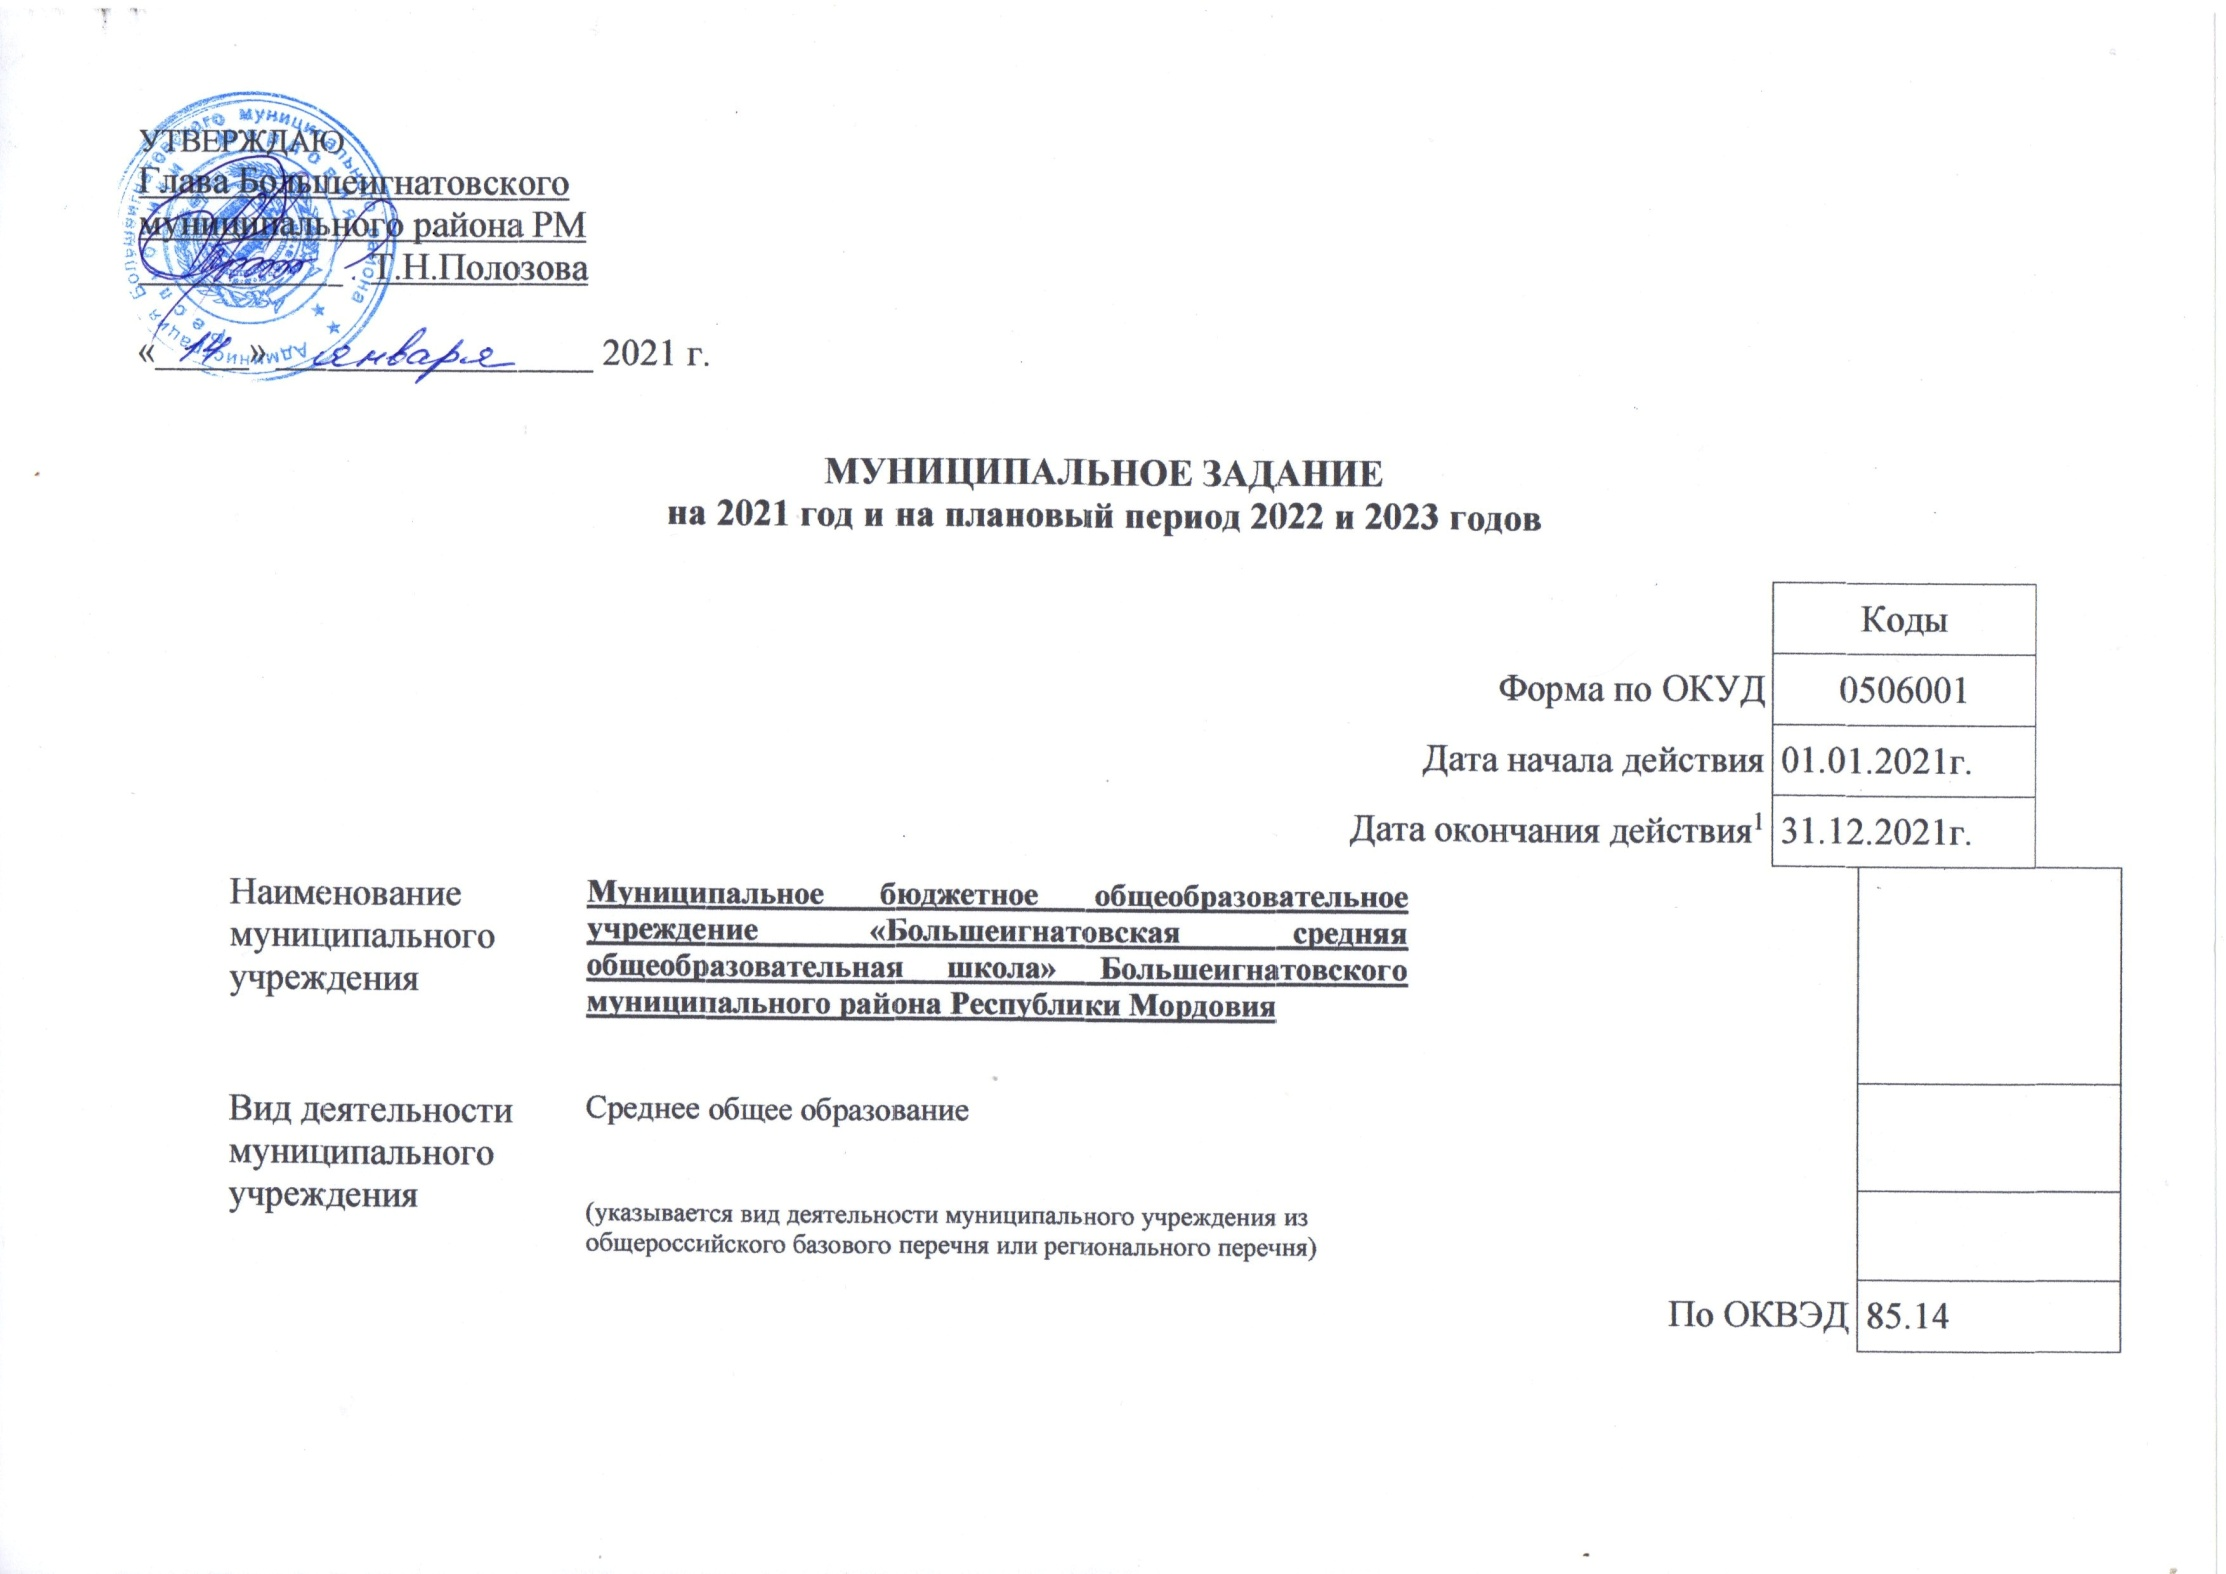 УТВЕРЖДАЮ
Глава Большеигнатовского
муниципального района РМ
Т.Н.Полозова
«14» января 2021 г.
МУНИЦИПАЛЬНОЕ ЗАДАНИЕ
на 2021 год и на плановый период 2022 и 2023 годов
Коды
Форма по ОКУД 0506001
Дата начала действия 01.01.2021г.
Дата окончания действия¹ 31.12.2021г.
Наименование
муниципального
учреждения
Муниципальное бюджетное общеобразовательное
учреждение «Большеигнатовская средняя
общеобразовательная школа» Большеигнатовского
муниципального района Республики Мордовия
Вид деятельности
муниципального
учреждения
Среднее общее образование
(указывается вид деятельности муниципального учреждения из
общероссийского базового перечня или регионального перечня)
По ОКВЭД 85.14